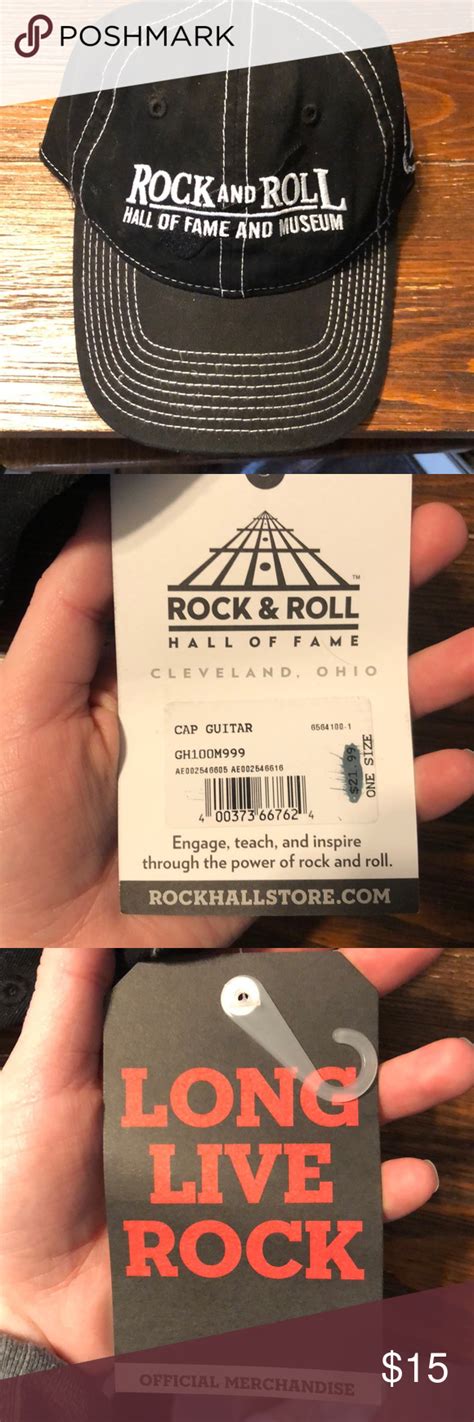 POSHMARK
ROCK AND ROLL
HALL OF FAME AND MUSEUM
TM
ROCK & ROLL
HALL OF FAME
CLEVELAND, OHIO
CAP GUITAR 6564100-1
GH100M999
AE002546605 AE002546616
$21.99
ONE SIZE
4 00373 66762 4
Engage, teach, and inspire
through the power of rock and roll.
ROCKHALLSTORE.COM
LONG
LIVE
ROCK
OFFICIAL MERCHANDISE
$15